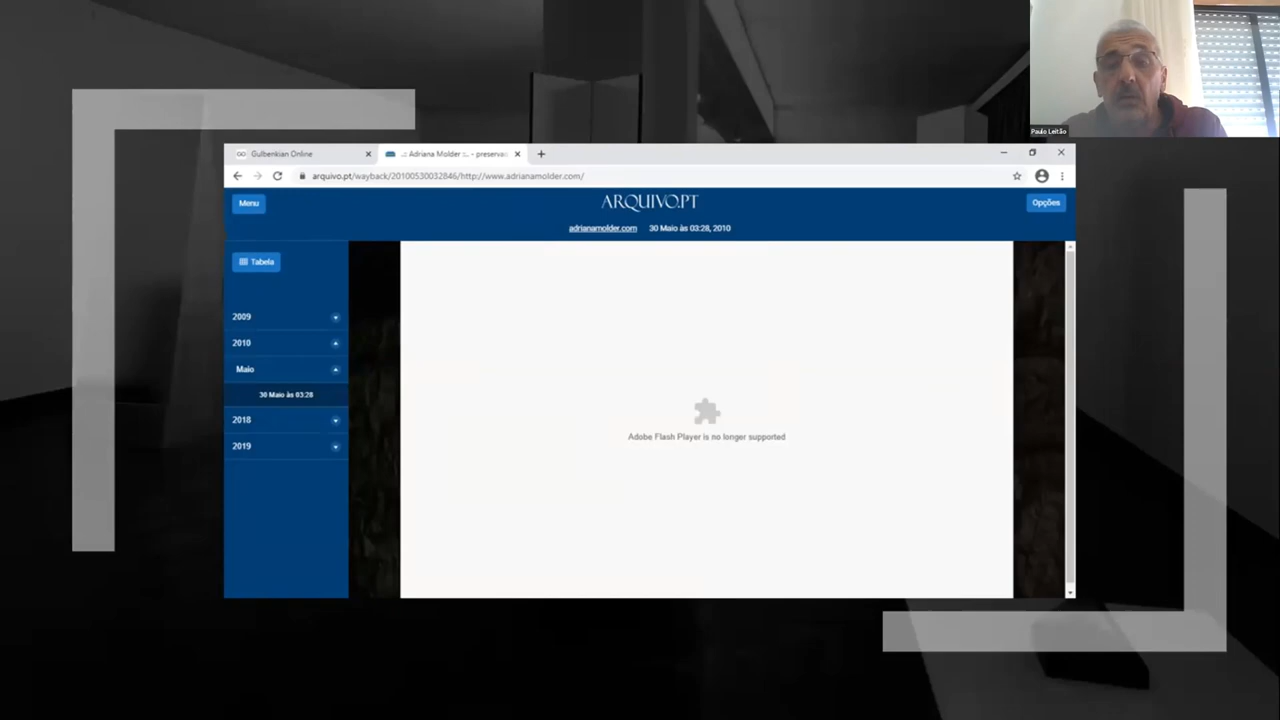 Paulo Leitão
Gulbenkian Online
.: Adriana Molder :.. - preservad
arquivo.pt/wayback/20100530032846/http://www.adrianamolder.com/
Menu
ARQUIVO.PT
Opções
adrianamolder.com 30 Maio às 03:28, 2010
Tabela
2009
2010
Maio
30 Maio às 03:28
2018
2019
Adobe Flash Player is no longer supported